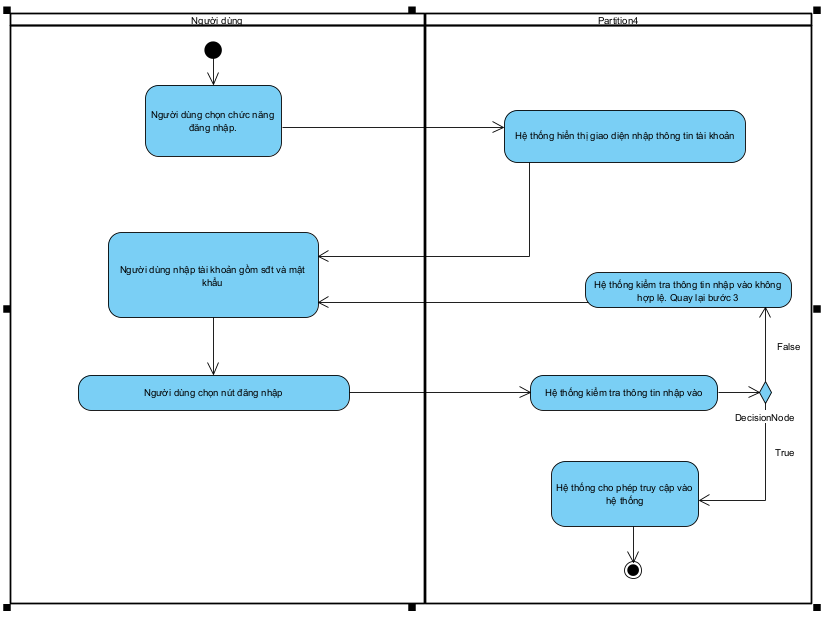 Người dùng
Partition4
Người dùng chọn chức năng
đăng nhập.
Hệ thống hiển thị giao diện nhập thông tin tài khoản
Người dùng nhập tài khoản gồm sđt và mật
khẩu
Hệ thống kiểm tra thông tin nhập vào không
hợp lệ. Quay lại bước 3
False
Người dùng chọn nút đăng nhập
Hệ thống kiểm tra thông tin nhập vào
DecisionNode
True
Hệ thống cho phép truy cập vào
hệ thống